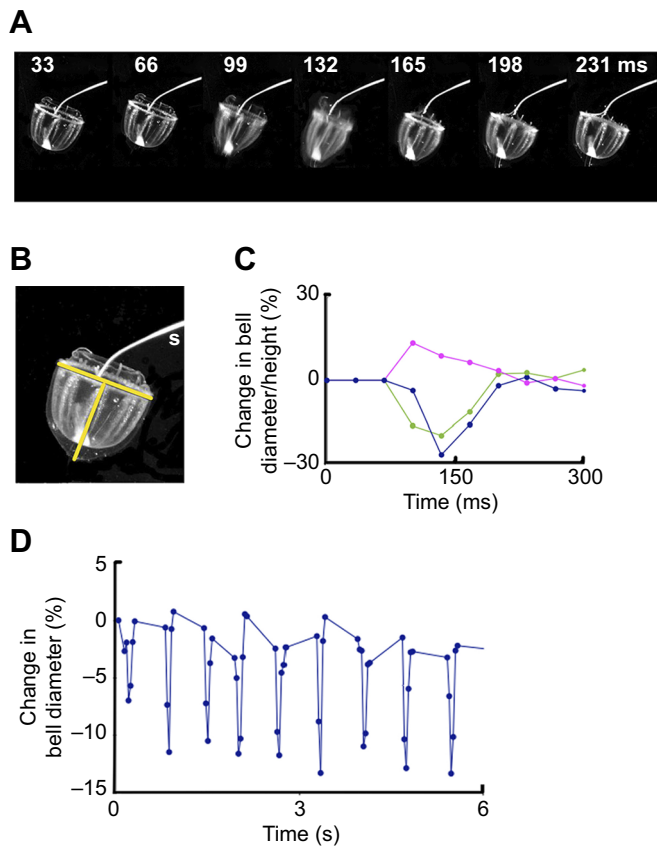 A
33 66 99 132 165 198 231 ms
B
s
C
Change in bell
diameter/height (%)
30
0
–30
0 150 300
Time (ms)
D
Change in
bell diameter (%)
5
0
–5
–10
–15
0 3 6
Time (s)